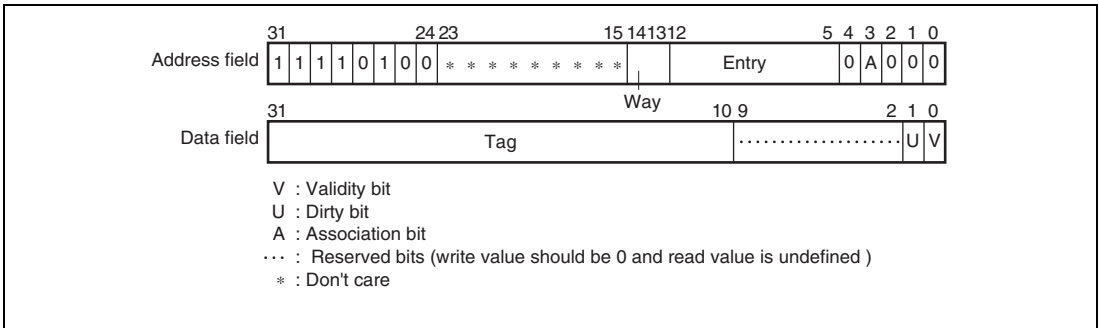 31 24 23 15 14 13 12 5 4 3 2 1 0
Address field 1 1 1 1 0 1 0 0 * * * * * * * * * Entry 0 A 0 0 0
Way
31 10 9 2 1 0
Data field Tag ···················· U V
V : Validity bit
U : Dirty bit
A : Association bit
··· : Reserved bits (write value should be 0 and read value is undefined )
* : Don't care